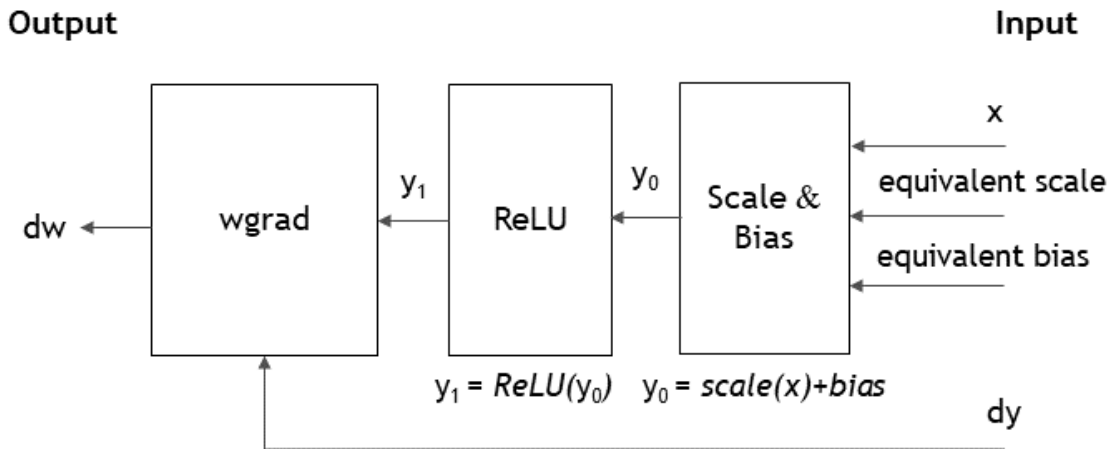 Output
Input
x
equivalent scale
equivalent bias
dw
wgrad
y₁
ReLU
y₀
Scale &
Bias
y₁ = ReLU(y₀)
y₀ = scale(x)+bias
dy